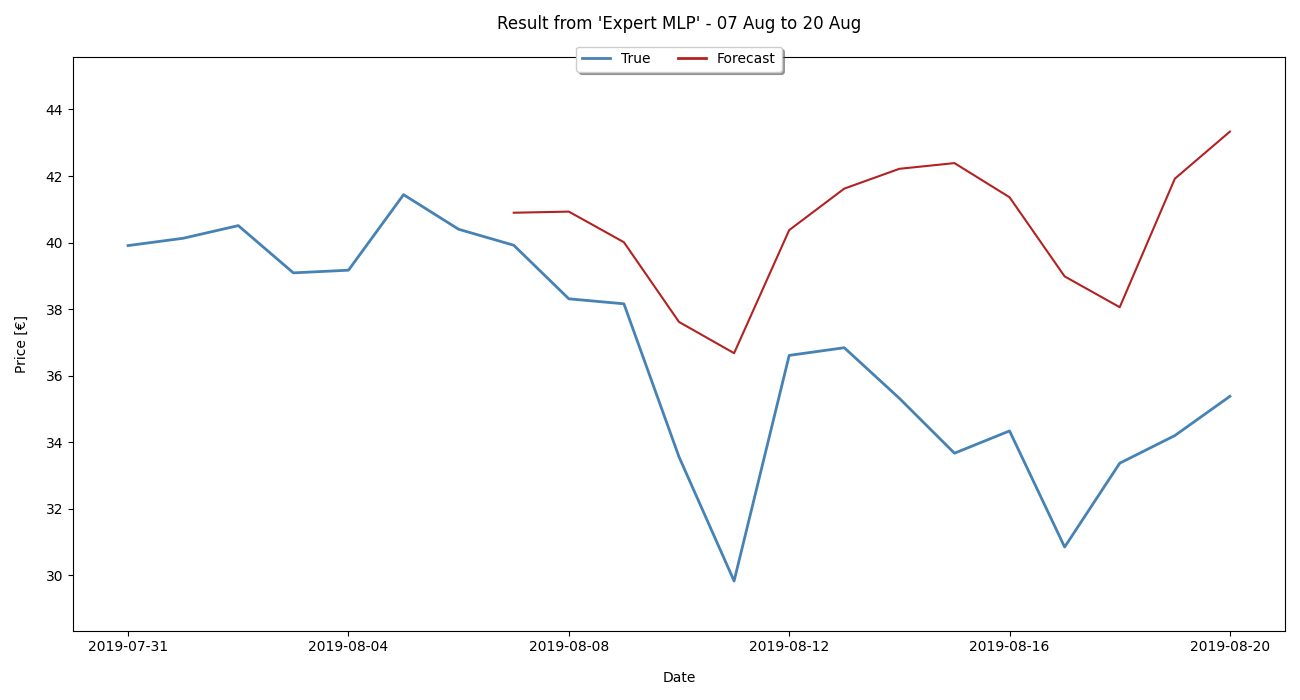 Result from 'Expert MLP' - 07 Aug to 20 Aug
True Forecast
44
42
40
38
36
34
32
30
Price [€]
2019-07-31 2019-08-04 2019-08-08 2019-08-12 2019-08-16 2019-08-20
Date